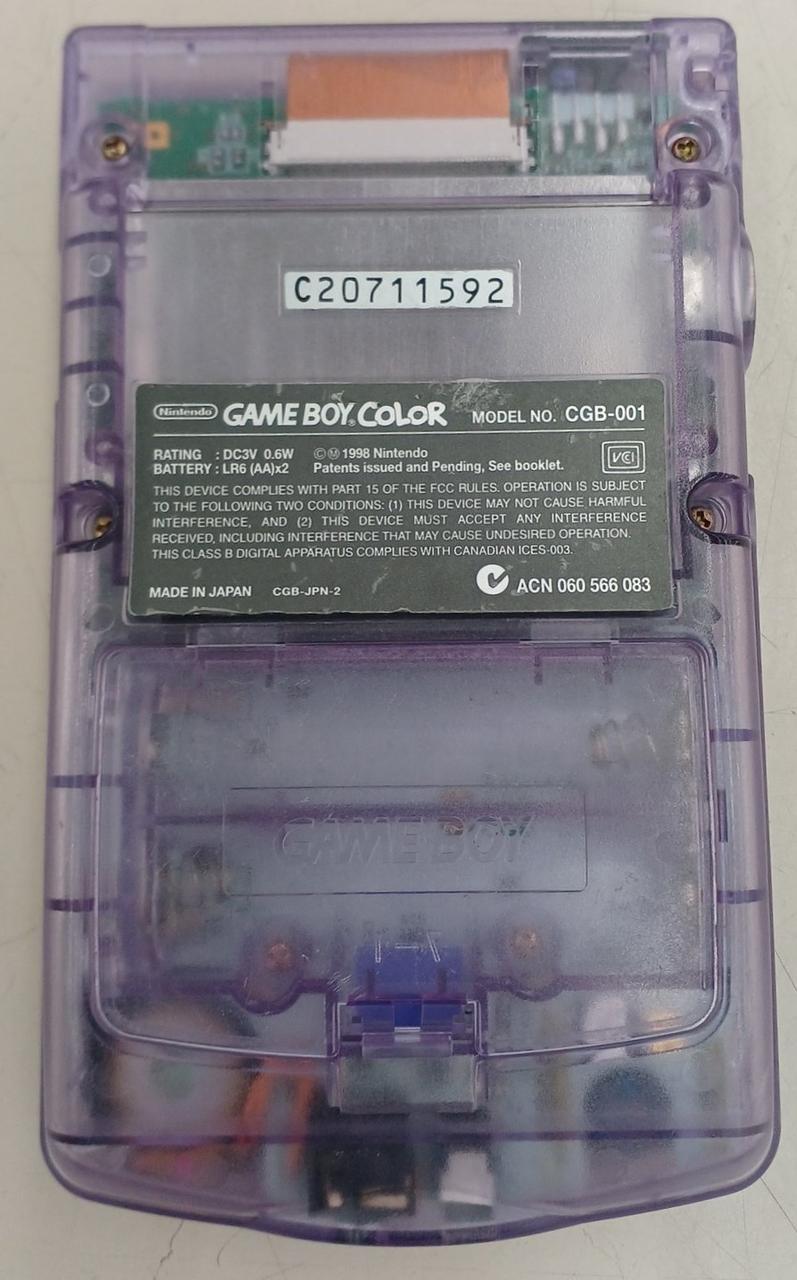 C20711592
Nintendo GAME BOY COLOR MODEL NO. CGB-001
RATING : DC3V 0.6W ©Ⓜ1998 Nintendo
BATTERY : LR6 (AA)x2 Patents issued and Pending, See booklet.
VCI
THIS DEVICE COMPLIES WITH PART 15 OF THE FCC RULES. OPERATION IS SUBJECT
TO THE FOLLOWING TWO CONDITIONS: (1) THIS DEVICE MAY NOT CAUSE HARMFUL
INTERFERENCE, AND (2) THIS DEVICE MUST ACCEPT ANY INTERFERENCE
RECEIVED, INCLUDING INTERFERENCE THAT MAY CAUSE UNDESIRED OPERATION.
THIS CLASS B DIGITAL APPARATUS COMPLIES WITH CANADIAN ICES-003.
MADE IN JAPAN CGB-JPN-2 ACN 060 566 083
GAME BOY